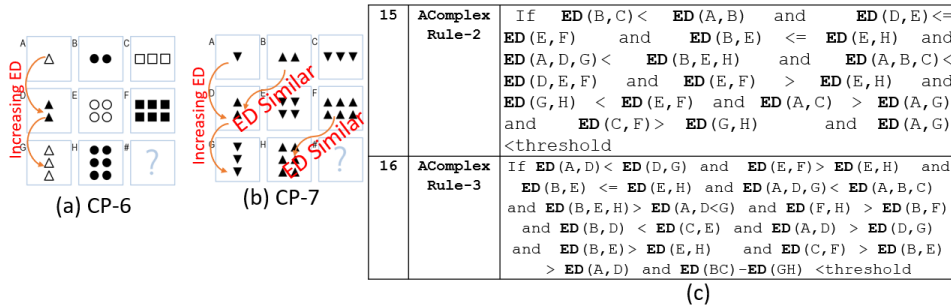 A
B
C
D
E
F
G
H
#
?
Increasing ED
(a) CP-6
A
B
C
D
E
F
G
H
#
?
Increasing ED
ED Similar
ED Similar
(b) CP-7
15 AComplex Rule-2
If ED(B,C)< ED(A,B) and ED(D,E)<=
ED(E,F) and ED(B,E) <= ED(E,H) and
ED(A,D,G)< ED(B,E,H) and ED(A,B,C)<
ED(D,E,F) and ED(E,F) > ED(E,H) and
ED(G,H) < ED(E,F) and ED(A,C) > ED(A,G)
and ED(C,F)> ED(G,H) and ED(A,G)
<threshold
16 AComplex Rule-3
If ED(A,D)< ED(D,G) and ED(E,F)> ED(E,H) and
ED(B,E) <= ED(E,H) and ED(A,D,G)< ED(A,B,C)
and ED(B,E,H)> ED(A,D<G) and ED(F,H) > ED(B,F)
and ED(B,D) < ED(C,E) and ED(A,D) > ED(D,G)
and ED(B,E)> ED(E,H) and ED(C,F) > ED(B,E)
> ED(A,D) and ED(BC)-ED(GH) <threshold
(c)